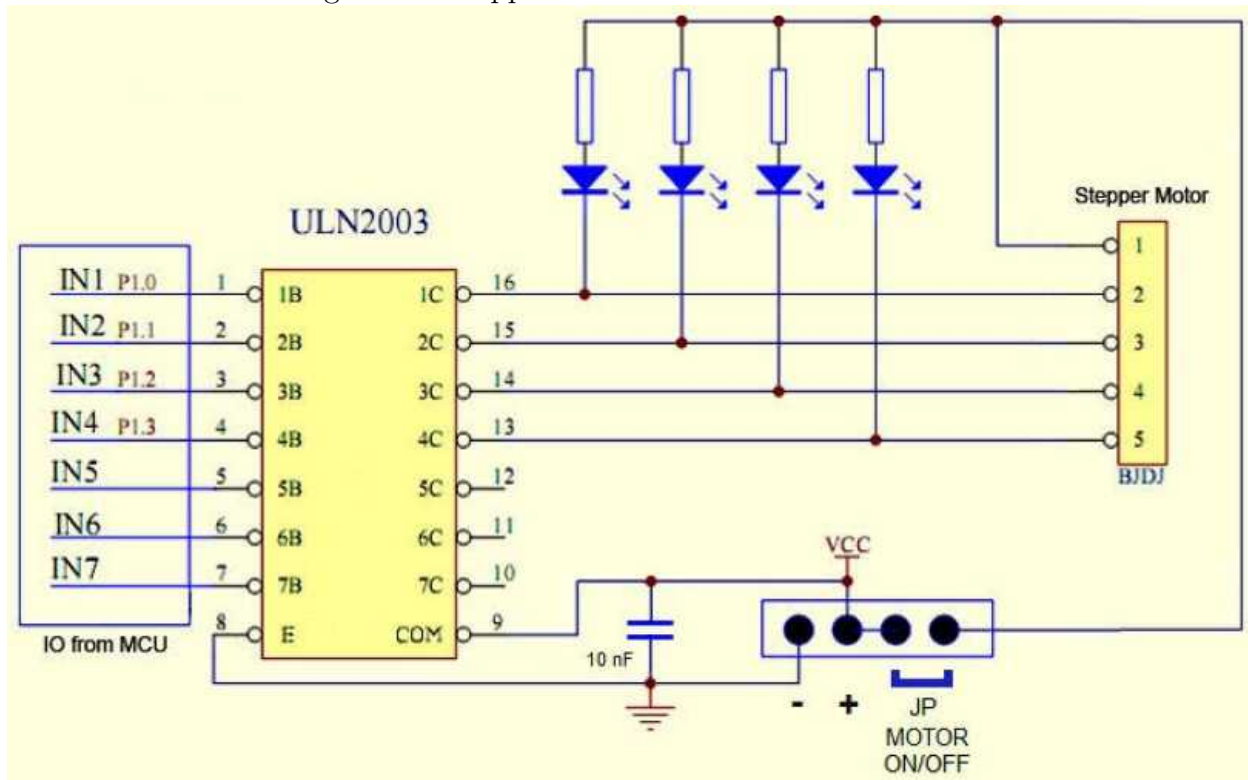 Stepper Motor
ULN2003
IN1 P1.0 1 1B 1C 16 1
2
IN2 P1.1 2 2B 2C 15 3
IN3 P1.2 3 3B 3C 14 4
IN4 P1.3 4 4B 4C 13 5
IN5 5 5B 5C 12 BJDJ
IN6 6 6B 6C 11
IN7 7 7B 7C 10 VCC
8 E COM 9
IO from MCU
10 nF
- +
JP
MOTOR
ON/OFF